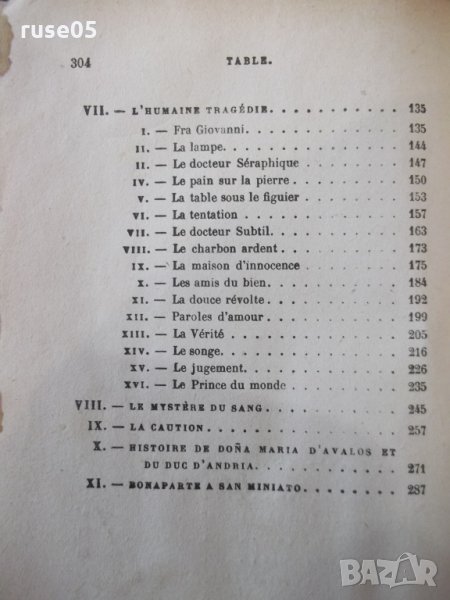 ruse05
304 TABLE.
VII. — L'HUMAINE TRAGÉDIE. . . . . . . . . . . . 135
I. — Fra Giovanni. . . . . . . . . . . . . . 135
II. — La lampe. . . . . . . . . . . . . . . 144
II. — Le docteur Séraphique . . . . . . . . . 147
IV. — Le pain sur la pierre . . . . . . . . . . 150
V. — La table sous le figuier . . . . . . . . . 153
VI. — La tentation . . . . . . . . . . . . . 157
VII. — Le docteur Subtil. . . . . . . . . . . . 163
VIII. — Le charbon ardent . . . . . . . . . . . 173
IX. — La maison d'innocence . . . . . . . . . 175
X. — Les amis du bien. . . . . . . . . . . . 184
XI. — La douce révolte . . . . . . . . . . . 192
XII. — Paroles d'amour . . . . . . . . . . . 199
XIII. — La Vérité . . . . . . . . . . . . . . 205
XIV. — Le songe. . . . . . . . . . . . . . . 216
XV. — Le jugement. . . . . . . . . . . . . . 226
XVI. — Le Prince du monde . . . . . . . . . . 235
VIII. — LE MYSTÈRE DU SANG. . . . . . . . . . . . 245
IX. — LA CAUTION . . . . . . . . . . . . . . . 257
X. — HISTOIRE DE DOÑA MARIA D'AVALOS ET
DU DUC D'ANDRIA. . . . . . . . . . . . . 271
XI. — BONAPARTE A SAN MINIATO. . . . . . . . . 287
BAZAR.bg